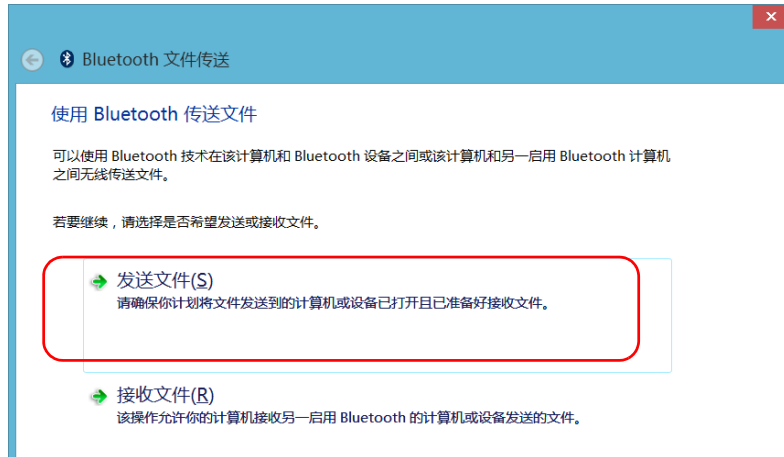 Bluetooth 文件传送
使用 Bluetooth 传送文件
可以使用 Bluetooth 技术在该计算机和 Bluetooth 设备之间或该计算机和另一启用 Bluetooth 计算机
之间无线传送文件。
若要继续，请选择是否希望发送或接收文件。
发送文件(S)
请确保你计划将文件发送到的计算机或设备已打开且已准备好接收文件。
接收文件(R)
该操作允许你的计算机接收另一启用 Bluetooth 的计算机或设备发送的文件。